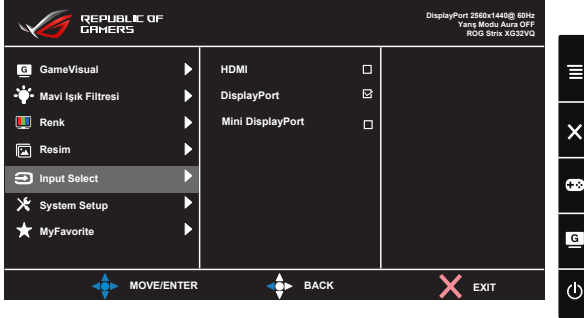 REPUBLIC OF
GAMERS
DisplayPort 2560x1440@ 60Hz
Yarış Modu Aura OFF
ROG Strix XG32VQ
G GameVisual
Mavi Işık Filtresi
Renk
Resim
Input Select
System Setup
MyFavorite
HDMI
DisplayPort
Mini DisplayPort
MOVE/ENTER
BACK
EXIT
G